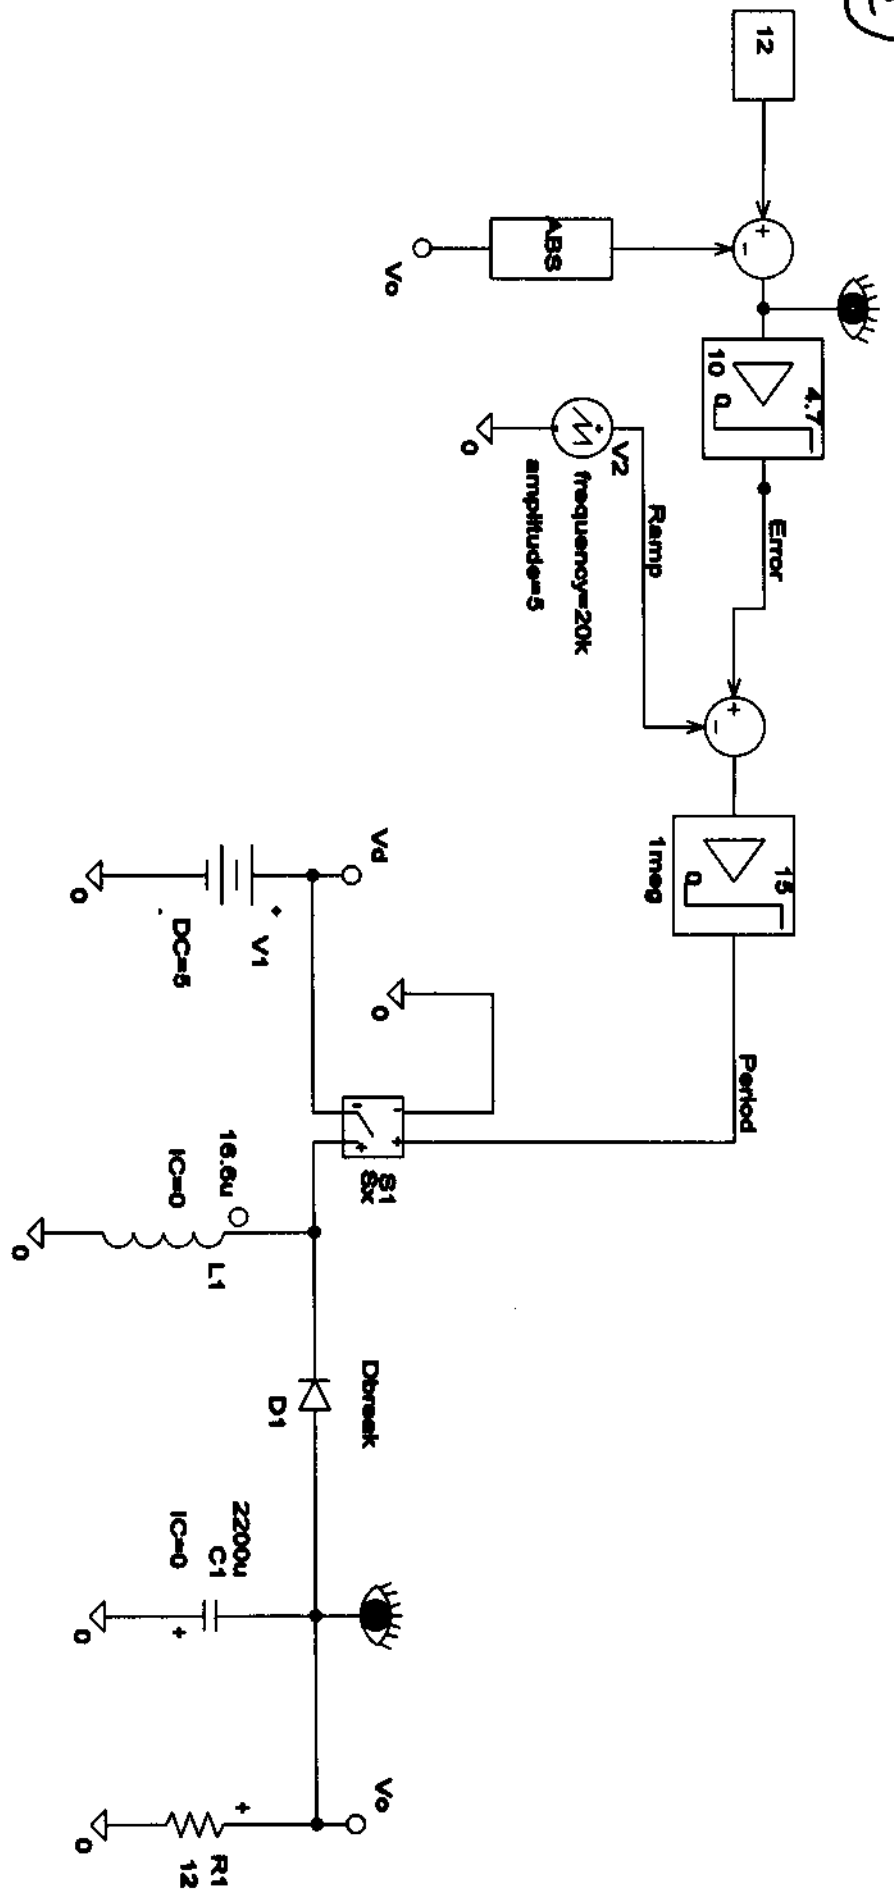 12
+
-
ABS
Vo
10
0
4.7
Error
V2
+
frequency=20k
amplitude=5
0
Ramp
+
-
1meg
0
15
Period
Vd
V1
+
DC=5
0
0
-
+
-
+
S1
Sx
16.6u
IC=0
L1
0
Dbreak
D1
2200u
C1
IC=0
+
0
Vo
+
R1
12
0